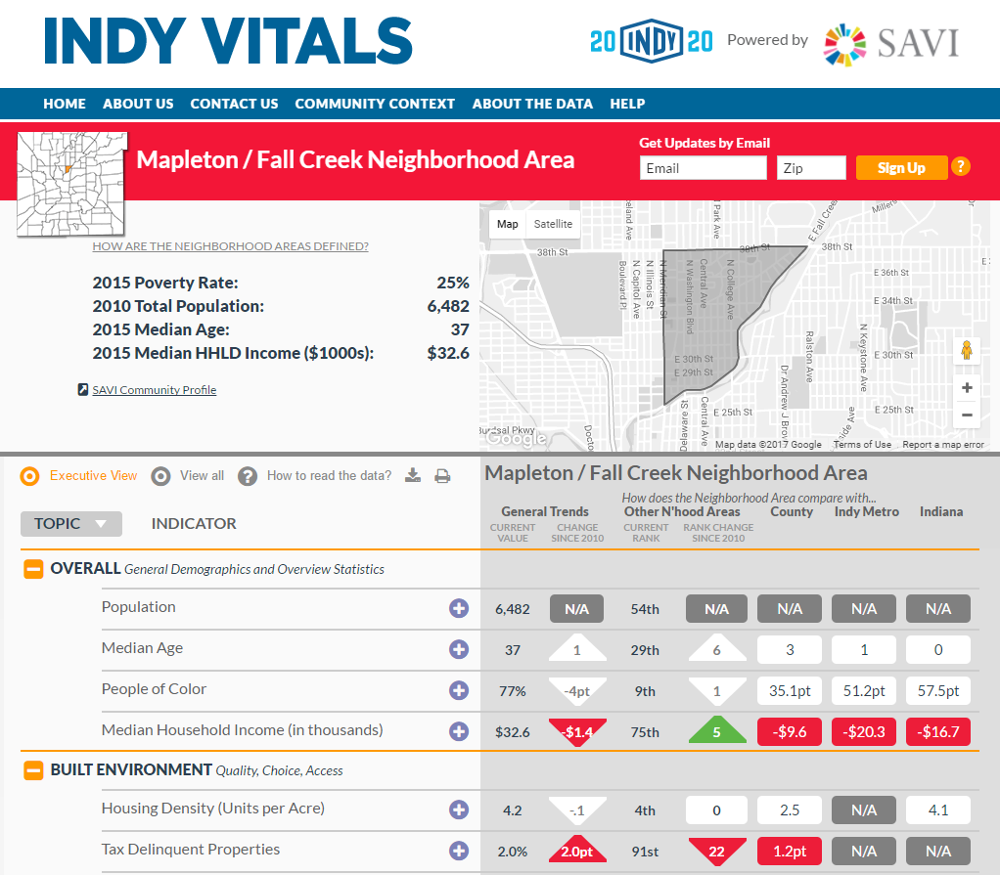 INDY VITALS
20 INDY 20 Powered by SAVI
HOME ABOUT US CONTACT US COMMUNITY CONTEXT ABOUT THE DATA HELP
Mapleton / Fall Creek Neighborhood Area
Get Updates by Email
Email Zip Sign Up ?
HOW ARE THE NEIGHBORHOOD AREAS DEFINED?
2015 Poverty Rate: 25%
2010 Total Population: 6,482
2015 Median Age: 37
2015 Median HHLD Income ($1000s): $32.6
SAVI Community Profile
Map Satellite
eland Ave
N Park Ave
E Fall Creek
Millers
Dr
38th St
38th St
38th St
E 36th St
E
E 34th St
Boulevard Pl
N Capitol Ave
N Illinois St
N Meridian St
N Washington Blvd
Central Ave
N College Ave
Ralston Ave
N Keystone Ave
E 30th St
E 30th St
E 29th St
Dr Andrew J Brow
E 25th St
E 25th St
Delaware St
Central Ave
side Ave
Burdsal Pkwy
Doctor
Google
+
−
Map data ©2017 Google Terms of Use Report a map error
Executive View View all ? How to read the data?
Mapleton / Fall Creek Neighborhood Area
How does the Neighborhood Area compare with...
General Trends Other N'hood Areas County Indy Metro Indiana
TOPIC INDICATOR
CURRENT VALUE CHANGE SINCE 2010 CURRENT RANK RANK CHANGE SINCE 2010
OVERALL General Demographics and Overview Statistics
Population 6,482 N/A 54th N/A N/A N/A N/A
Median Age 37 1 29th 6 3 1 0
People of Color 77% -4pt 9th 1 35.1pt 51.2pt 57.5pt
Median Household Income (in thousands) $32.6 -$1.4 75th 5 -$9.6 -$20.3 -$16.7
BUILT ENVIRONMENT Quality, Choice, Access
Housing Density (Units per Acre) 4.2 -.1 4th 0 2.5 N/A 4.1
Tax Delinquent Properties 2.0% 2.0pt 91st 22 1.2pt N/A N/A